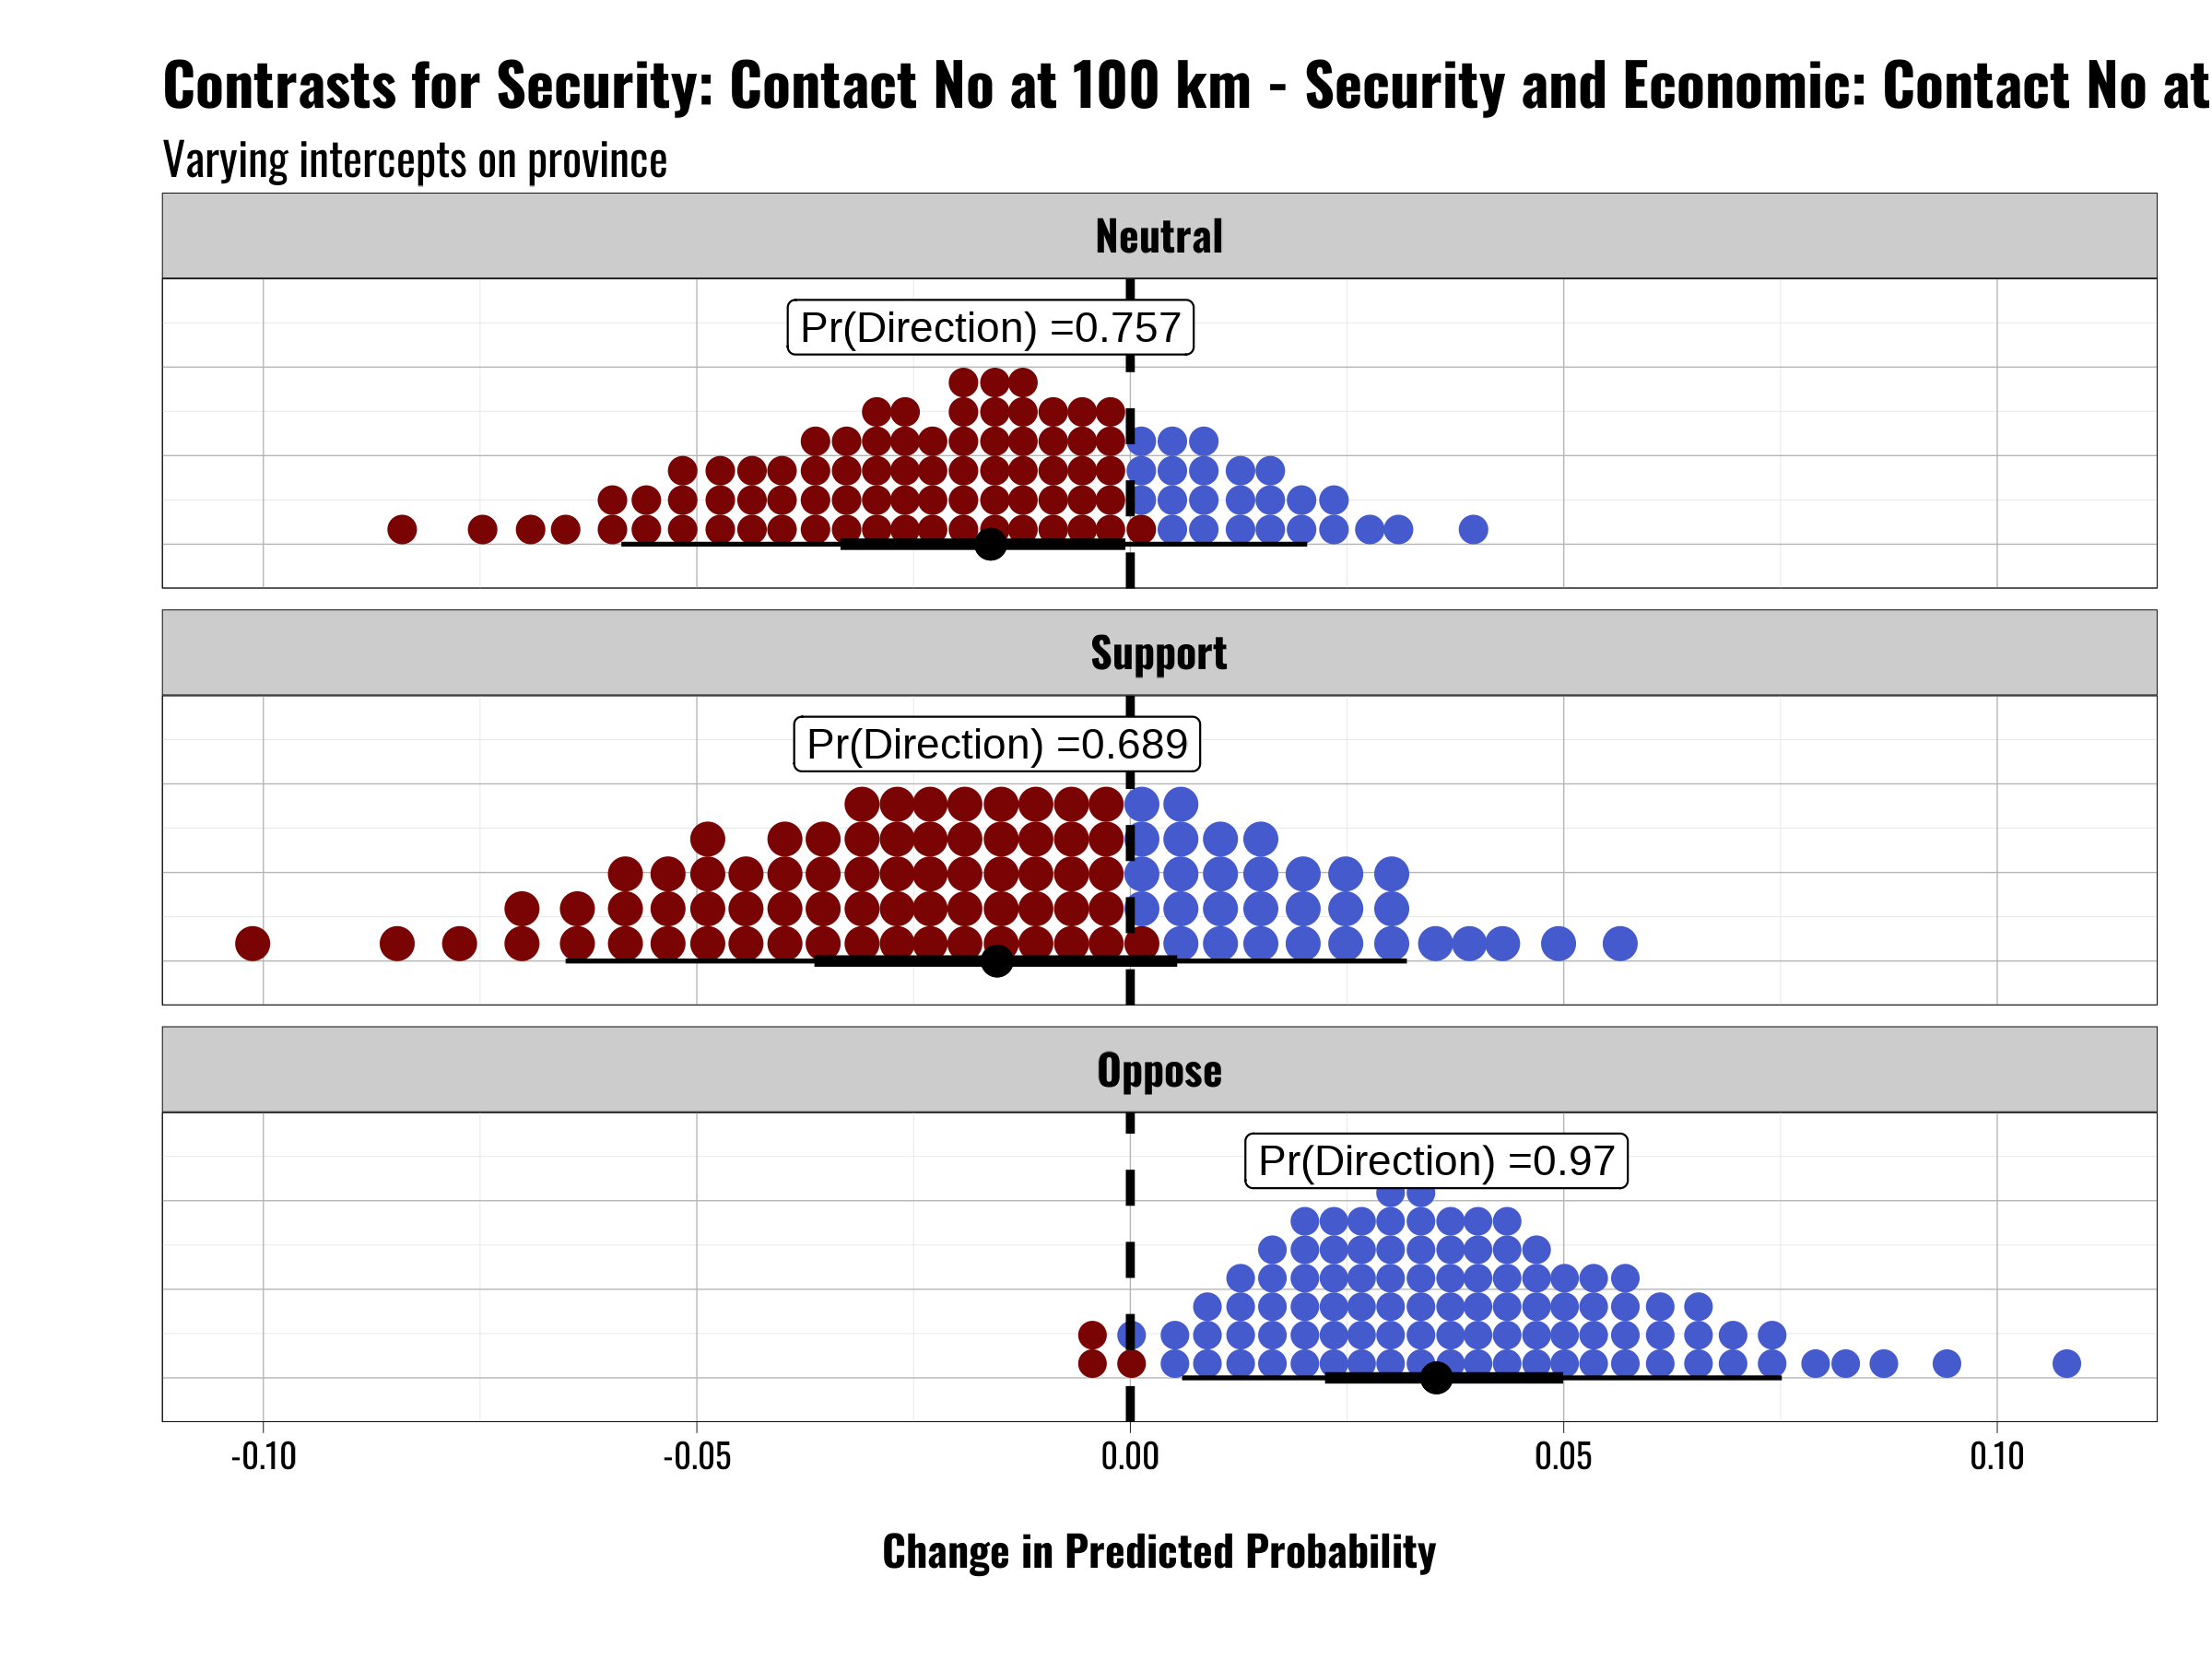 Contrasts for Security: Contact No at 100 km - Security and Economic: Contact No at
Varying intercepts on province
Neutral
Pr(Direction) =0.757
Support
Pr(Direction) =0.689
Oppose
Pr(Direction) =0.97
-0.10 -0.05 0.00 0.05 0.10
Change in Predicted Probability